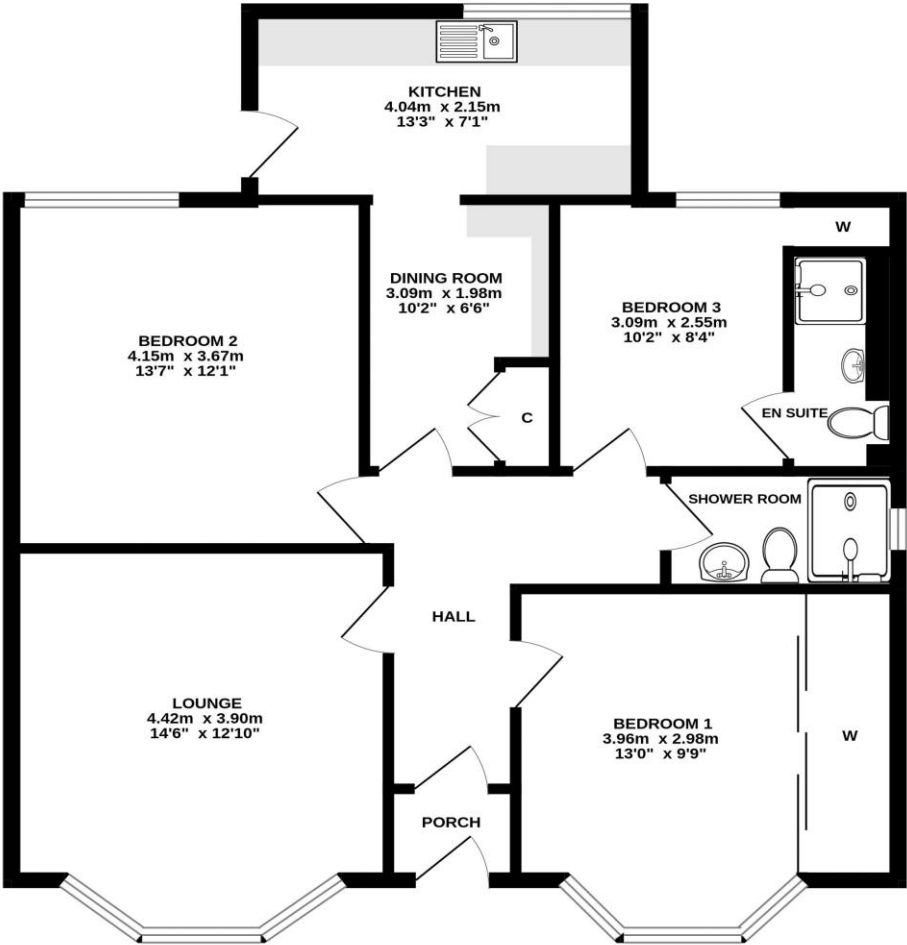 KITCHEN
4.04m x 2.15m
13'3" x 7'1"
W
DINING ROOM
3.09m x 1.98m
10'2" x 6'6"
BEDROOM 3
3.09m x 2.55m
10'2" x 8'4"
BEDROOM 2
4.15m x 3.67m
13'7" x 12'1"
C
EN SUITE
SHOWER ROOM
HALL
LOUNGE
4.42m x 3.90m
14'6" x 12'10"
BEDROOM 1
3.96m x 2.98m
13'0" x 9'9"
W
PORCH